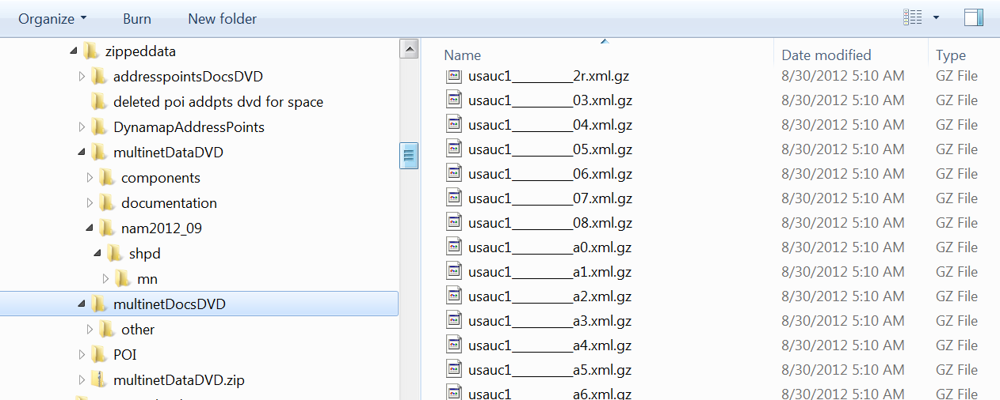 Organize Burn New folder
zippeddata
addresspointsDocsDVD
deleted poi addpts dvd for space
DynamapAddressPoints
multinetDataDVD
components
documentation
nam2012_09
shpd
mn
multinetDocsDVD
other
POI
multinetDataDVD.zip
Name Date modified Type
usauc1________2r.xml.gz 8/30/2012 5:10 AM GZ File
usauc1________03.xml.gz 8/30/2012 5:10 AM GZ File
usauc1________04.xml.gz 8/30/2012 5:10 AM GZ File
usauc1________05.xml.gz 8/30/2012 5:10 AM GZ File
usauc1________06.xml.gz 8/30/2012 5:10 AM GZ File
usauc1________07.xml.gz 8/30/2012 5:10 AM GZ File
usauc1________08.xml.gz 8/30/2012 5:10 AM GZ File
usauc1________a0.xml.gz 8/30/2012 5:10 AM GZ File
usauc1________a1.xml.gz 8/30/2012 5:10 AM GZ File
usauc1________a2.xml.gz 8/30/2012 5:10 AM GZ File
usauc1________a3.xml.gz 8/30/2012 5:10 AM GZ File
usauc1________a4.xml.gz 8/30/2012 5:10 AM GZ File
usauc1________a5.xml.gz 8/30/2012 5:10 AM GZ File
usauc1________a6.xml.gz 8/30/2012 5:10 AM GZ File